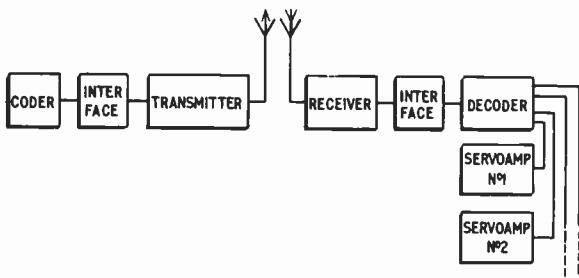 CODER
INTER
FACE
TRANSMITTER
RECEIVER
INTER
FACE
DECODER
SERVOAMP
Nº1
SERVOAMP
Nº2